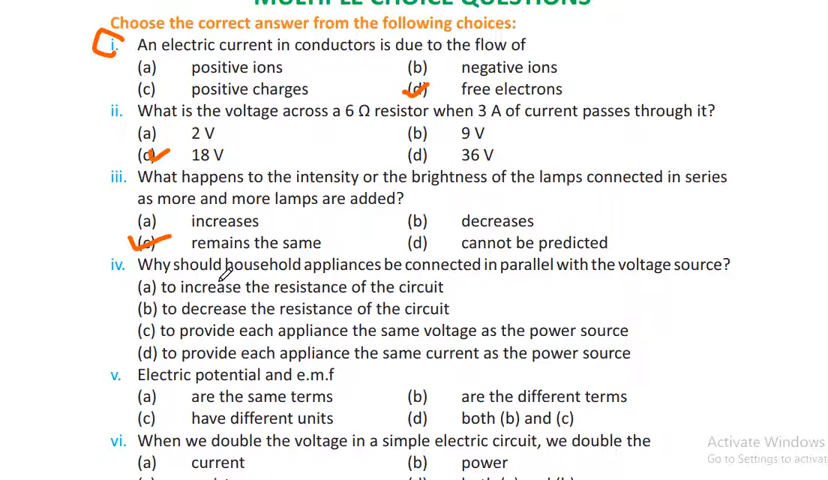 MULTIPLE CHOICE QUESTIONS
Choose the correct answer from the following choices:
i. An electric current in conductors is due to the flow of
(a) positive ions (b) negative ions
(c) positive charges (d) free electrons
ii. What is the voltage across a 6 Ω resistor when 3 A of current passes through it?
(a) 2 V (b) 9 V
(c) 18 V (d) 36 V
iii. What happens to the intensity or the brightness of the lamps connected in series
as more and more lamps are added?
(a) increases (b) decreases
(c) remains the same (d) cannot be predicted
iv. Why should household appliances be connected in parallel with the voltage source?
(a) to increase the resistance of the circuit
(b) to decrease the resistance of the circuit
(c) to provide each appliance the same voltage as the power source
(d) to provide each appliance the same current as the power source
v. Electric potential and e.m.f
(a) are the same terms (b) are the different terms
(c) have different units (d) both (b) and (c)
vi. When we double the voltage in a simple electric circuit, we double the
(a) current (b) power
Activate Windows
Go to Settings to activat